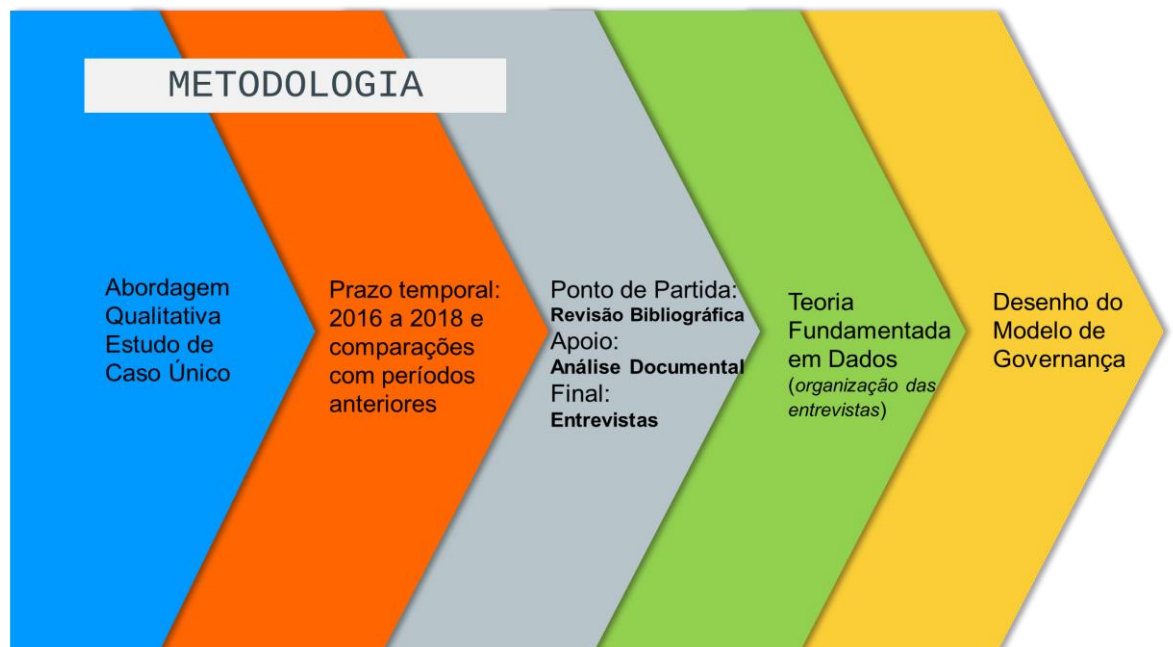 METODOLOGIA
Abordagem
Qualitativa
Estudo de
Caso Único
Prazo temporal:
2016 a 2018 e
comparações
com períodos
anteriores
Ponto de Partida:
Revisão Bibliográfica
Apoio:
Análise Documental
Final:
Entrevistas
Teoria
Fundamentada
em Dados
(organização das
entrevistas)
Desenho do
Modelo de
Governança